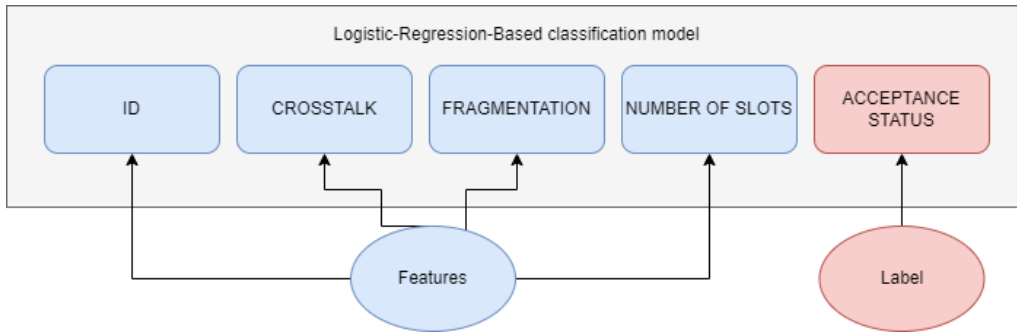 Logistic-Regression-Based classification model
ID
CROSSTALK
FRAGMENTATION
NUMBER OF SLOTS
ACCEPTANCE
STATUS
Features
Label